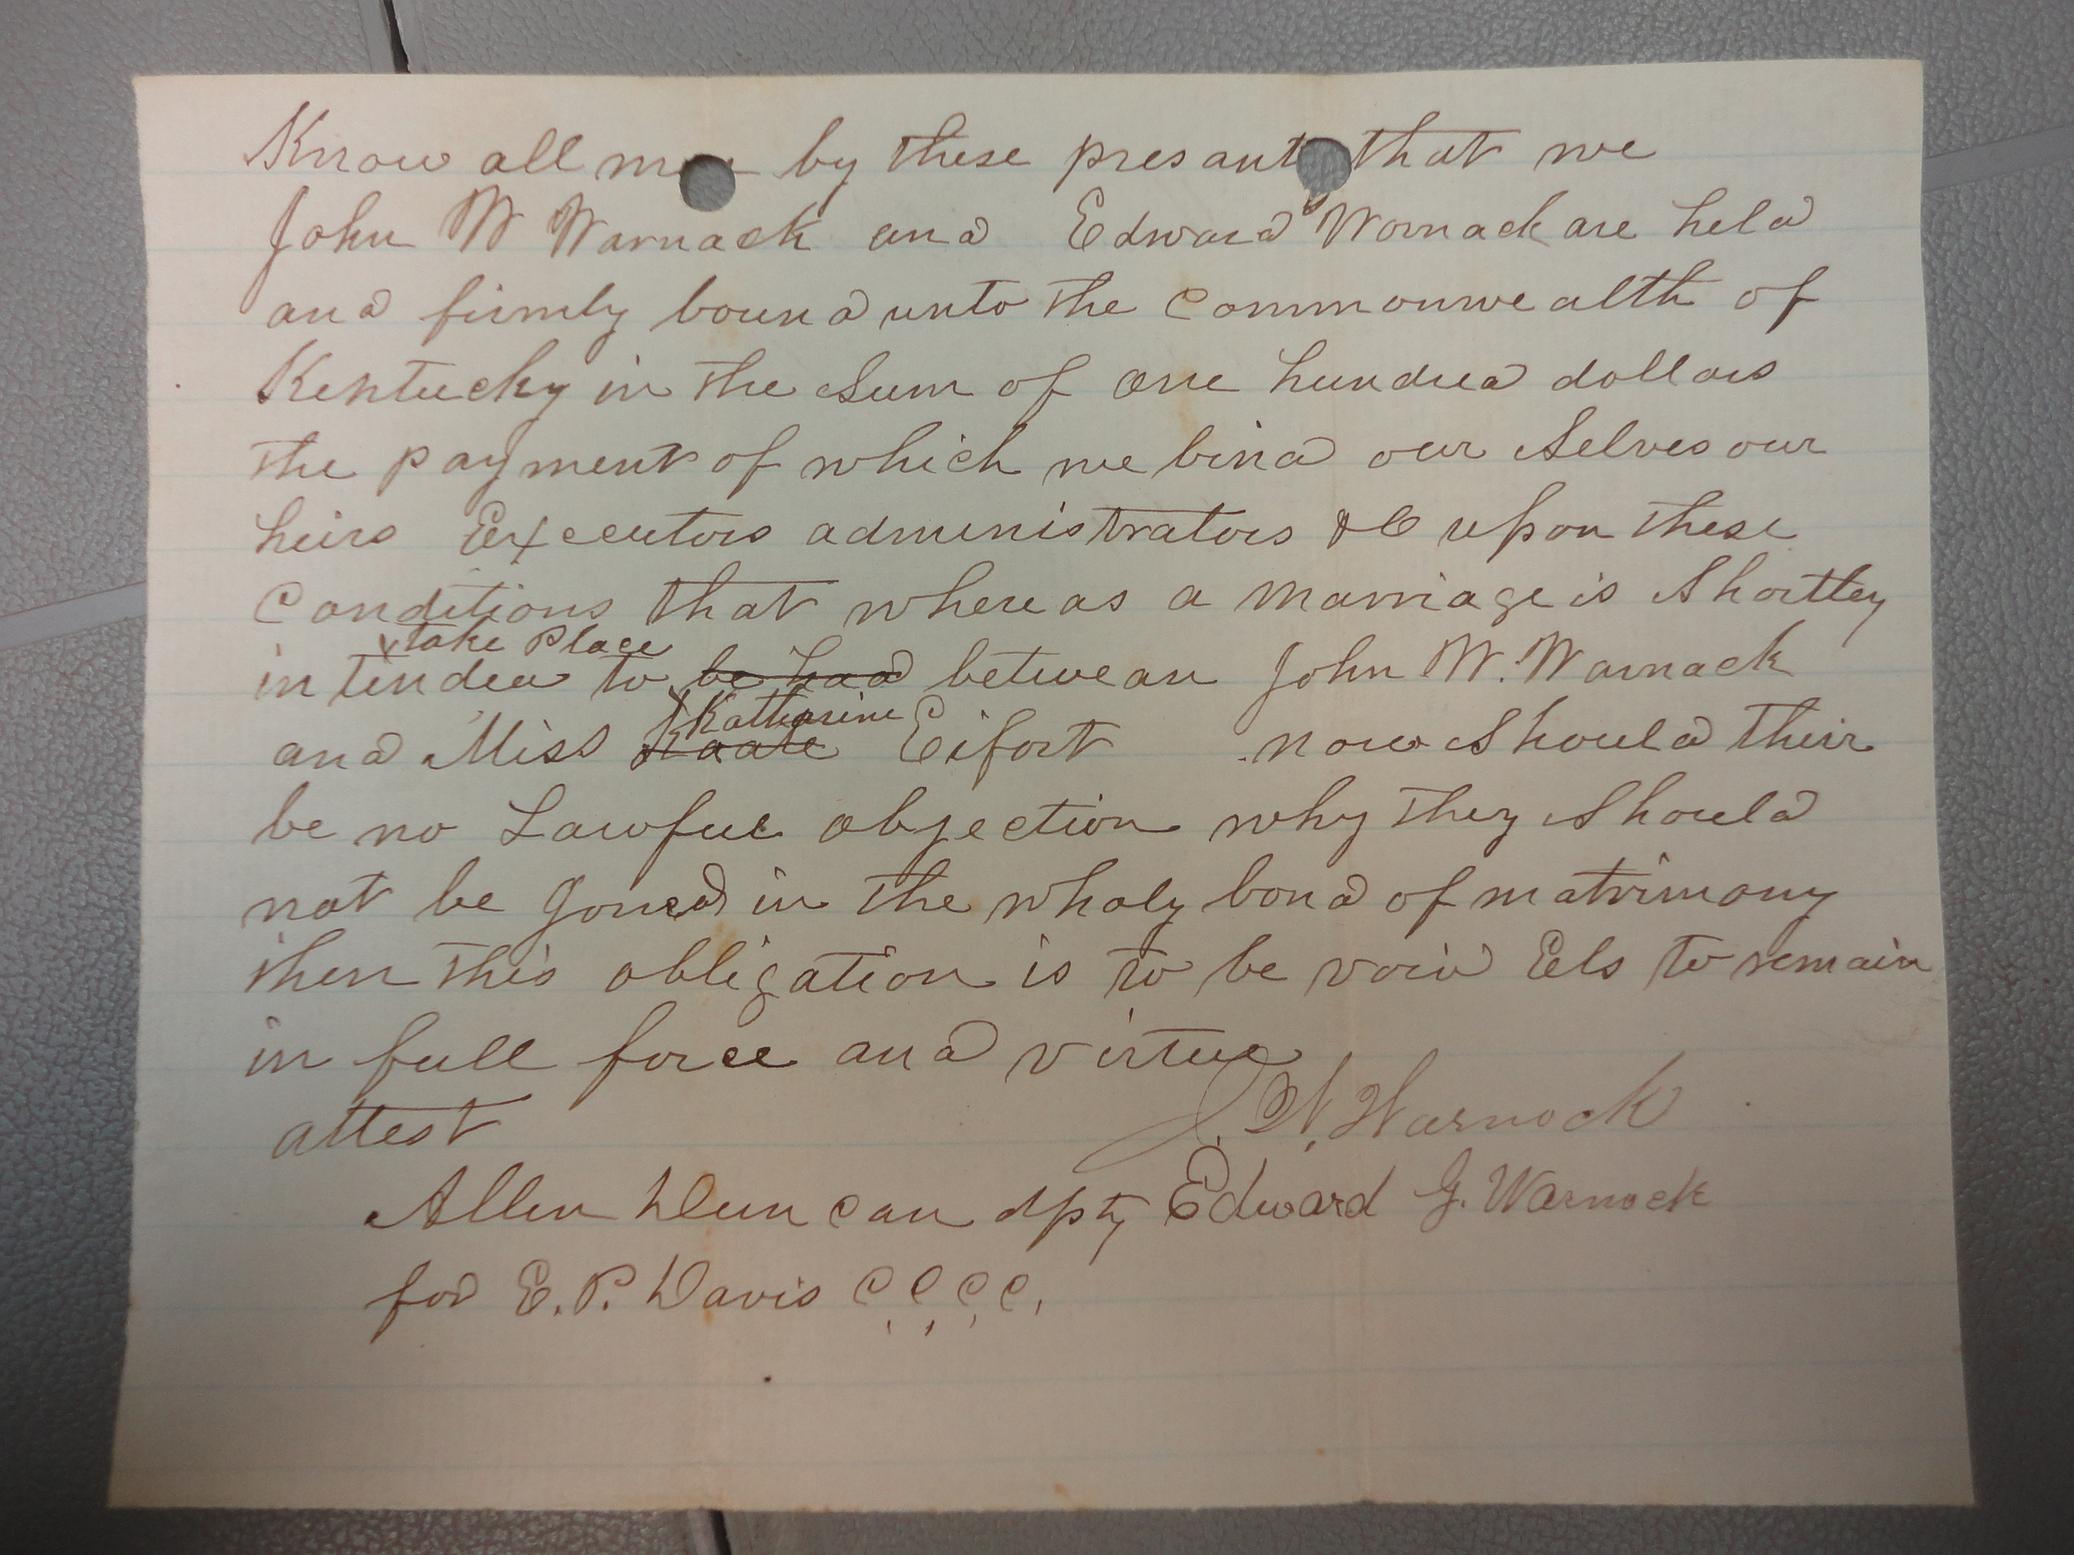 Know all men by these presants that we
John W Warnack and Edward Wornack are held
and firmly bound unto the Commonwealth of
Kentucky in the Sum of one hundred dollars
the payment of which we bind our Selves our
heirs Executors administrators &C upon these
Conditions that where as a marriage is Shortley
take Place
intinded to be had betwean John W. Warnack
Katharine
and Miss Eifort now Should their
be no Lawful objection why they Should
not be Joined in the wholy bond of matrimony
then this obligation is to be void Els to remain
in full force and virtue
attest J. W. Warnock
Allen Duncan dpty Edward G. Warnock
for E. P. Davis C, C, C, C,